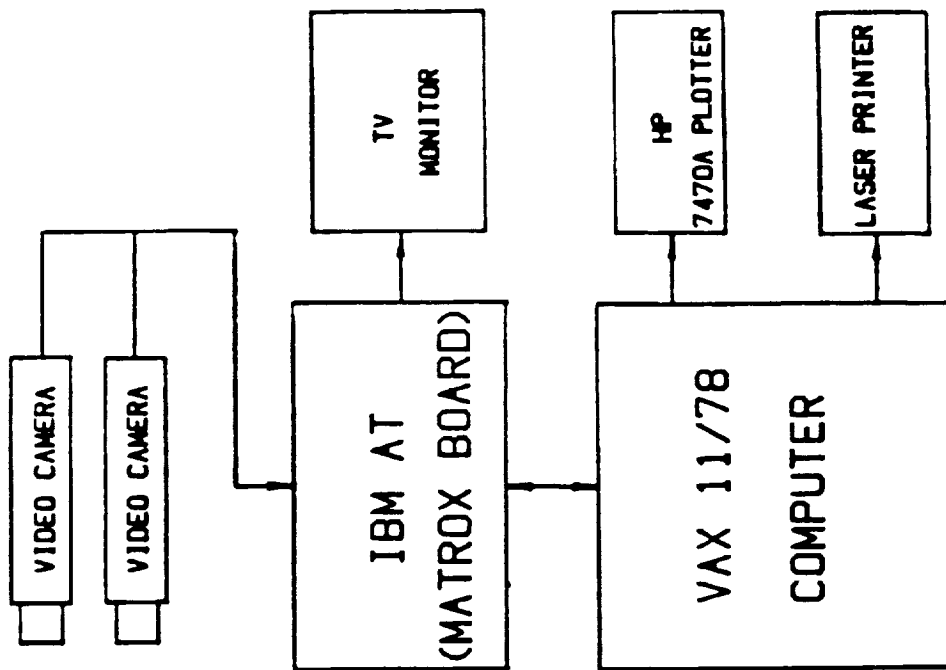 VIDEO CAMERA
VIDEO CAMERA
IBM AT
(MATROX BOARD)
TV
MONITOR
VAX 11/78
COMPUTER
HP
7470A PLOTTER
LASER PRINTER